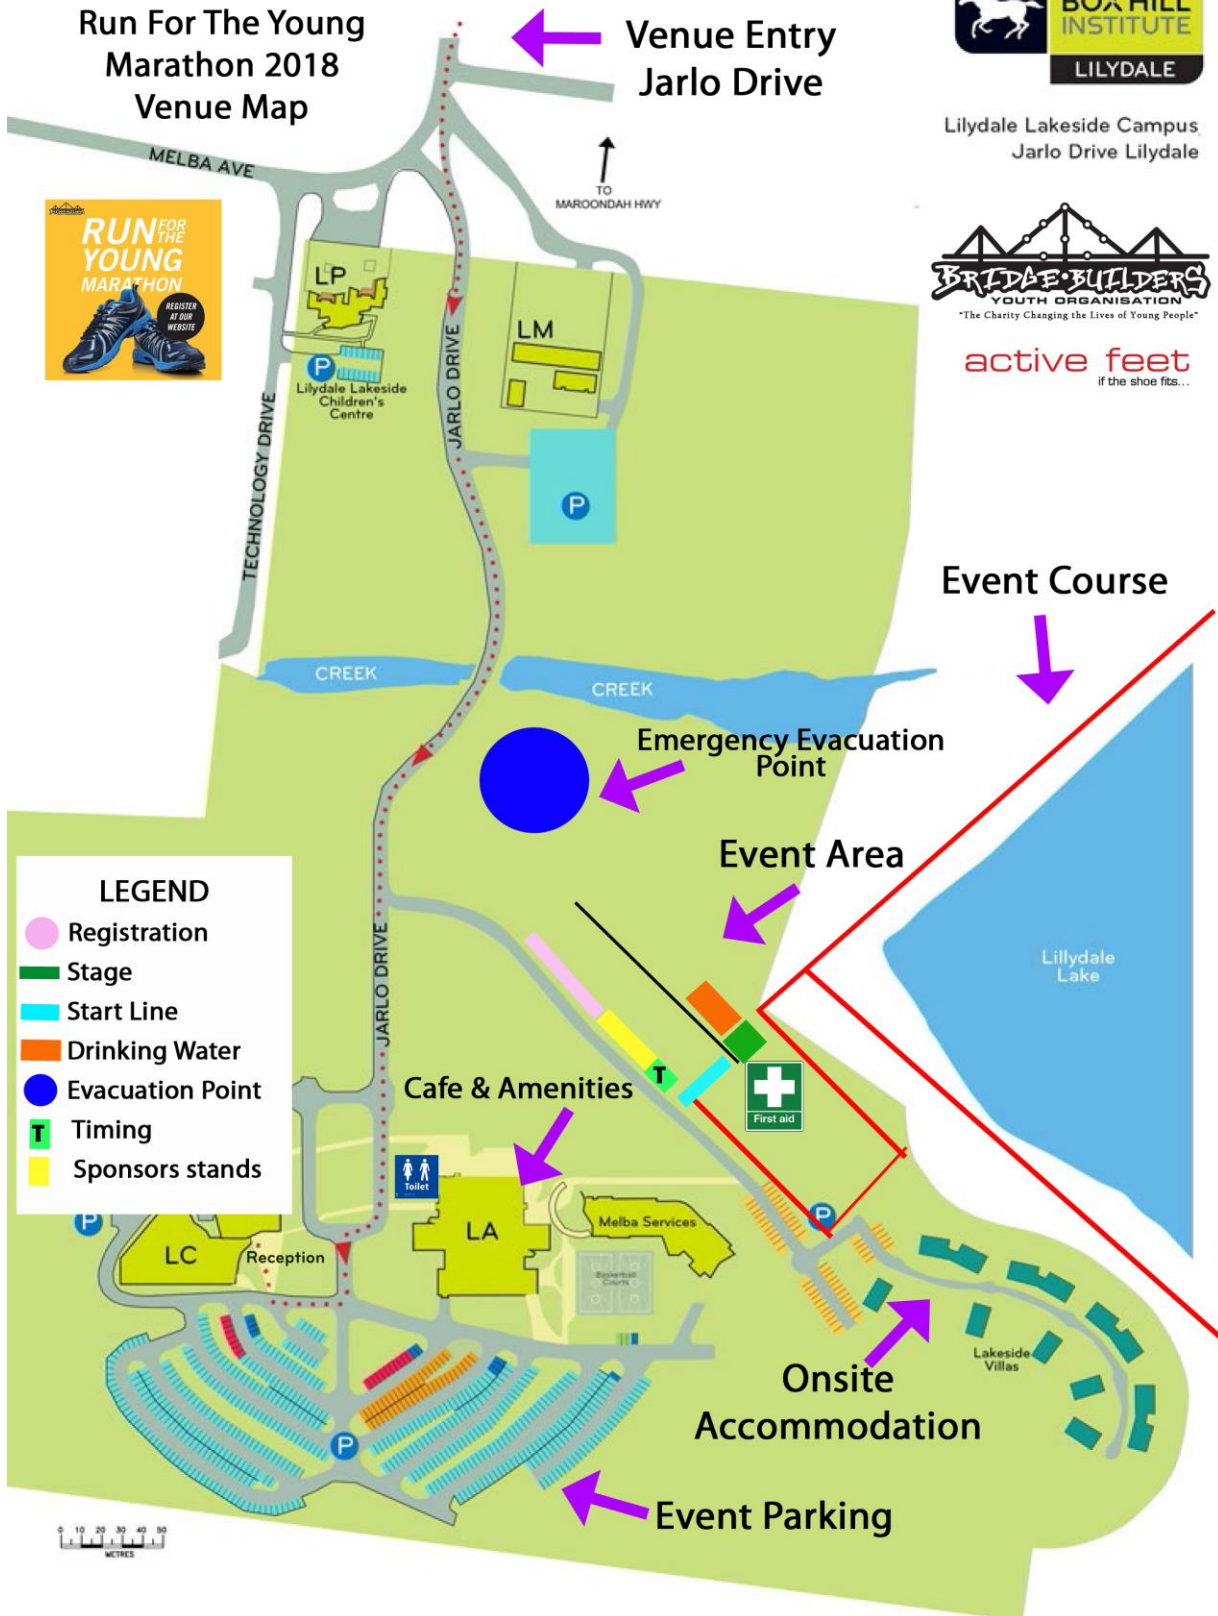 Run For The Young
Marathon 2018
Venue Map
Venue Entry
Jarlo Drive
BOX HILL
INSTITUTE
LILYDALE
Lilydale Lakeside Campus
Jarlo Drive Lilydale
MELBA AVE
TO
MAROONDAH HWY
RUN FOR THE
YOUNG
MARATHON
REGISTER
AT OUR
WEBSITE
BRIDGE·BUILDERS
YOUTH ORGANISATION
"The Charity Changing the Lives of Young People"
active feet
if the shoe fits...
LP
LM
P
Lilydale Lakeside
Children's
Centre
JARLO DRIVE
TECHNOLOGY DRIVE
P
Event Course
CREEK
CREEK
Emergency Evacuation
Point
Event Area
LEGEND
Registration
Stage
Start Line
Drinking Water
Evacuation Point
T Timing
Sponsors stands
JARLO DRIVE
Lillydale
Lake
T
First aid
Cafe & Amenities
Toilet
P
LC
Reception
LA
Melba Services
Basketball
Courts
P
Lakeside
Villas
Onsite
Accommodation
P
Event Parking
0 10 20 30 40 50
METRES